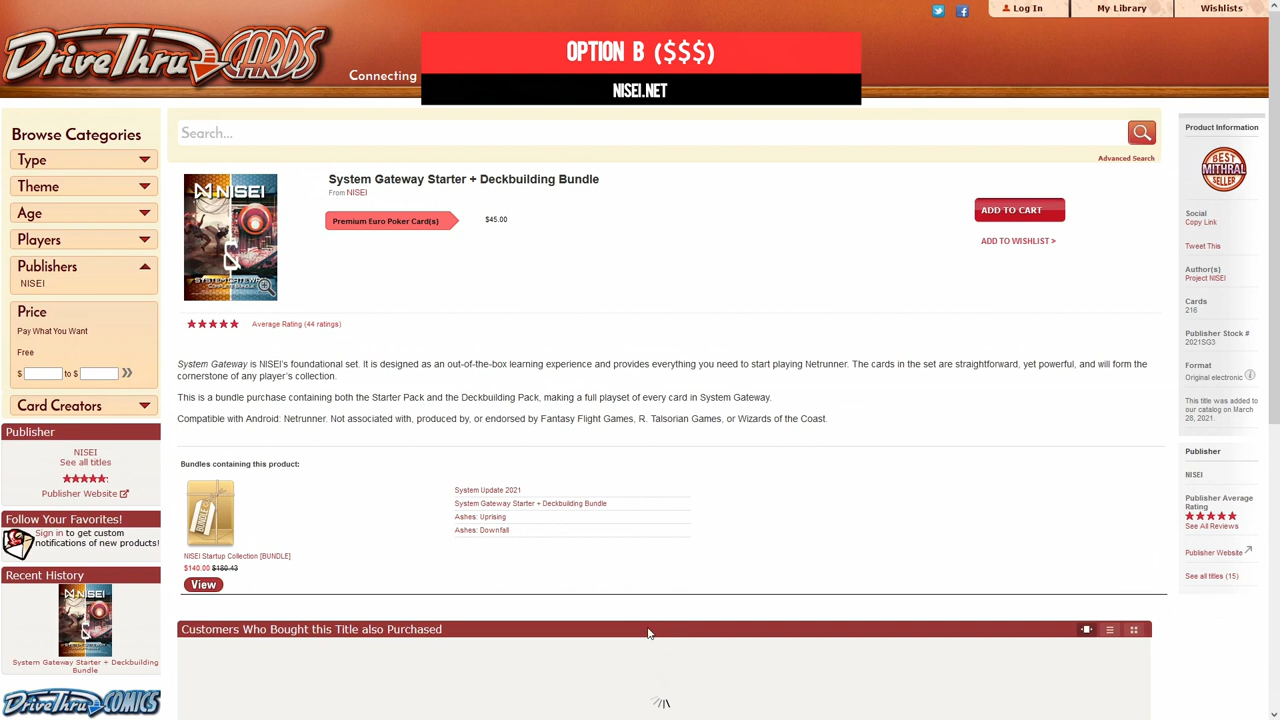 Log In
My Library
Wishlists
DriveThru CARDS
Connecting
OPTION B ($$$)
NISEI.NET
Browse Categories
Type
Theme
Age
Players
Publishers
NISEI
Price
Pay What You Want
Free
$ to $
Card Creators
Publisher
NISEI
See all titles
Publisher Website
Follow Your Favorites!
Sign in to get custom
notifications of new products!
Recent History
NISEI
System Gateway Starter + Deckbuilding
Bundle
DriveThru COMICS
Search...
Advanced Search
NISEI
System Gateway Starter + Deckbuilding Bundle
From NISEI
Premium Euro Poker Card(s)
$45.00
ADD TO CART
ADD TO WISHLIST >
Average Rating (44 ratings)
System Gateway is NISEI's foundational set. It is designed as an out-of-the-box learning experience and provides everything you need to start playing Netrunner. The cards in the set are straightforward, yet powerful, and will form the
cornerstone of any player's collection.
This is a bundle purchase containing both the Starter Pack and the Deckbuilding Pack, making a full playset of every card in System Gateway.
Compatible with Android: Netrunner. Not associated with, produced by, or endorsed by Fantasy Flight Games, R. Talsorian Games, or Wizards of the Coast.
Bundles containing this product:
BUNDLE
NISEI Startup Collection [BUNDLE]
$140.00 $180.43
View
System Update 2021
System Gateway Starter + Deckbuilding Bundle
Ashes: Uprising
Ashes: Downfall
Customers Who Bought this Title also Purchased
Product Information
BEST
MITHRAL
SELLER
Social
Copy Link
Tweet This
Author(s)
Project NISEI
Cards
216
Publisher Stock #
2021SG3
Format
Original electronic
This title was added to
our catalog on March
28, 2021.
Publisher
NISEI
Publisher Average
Rating
See All Reviews
Publisher Website
See all titles (15)